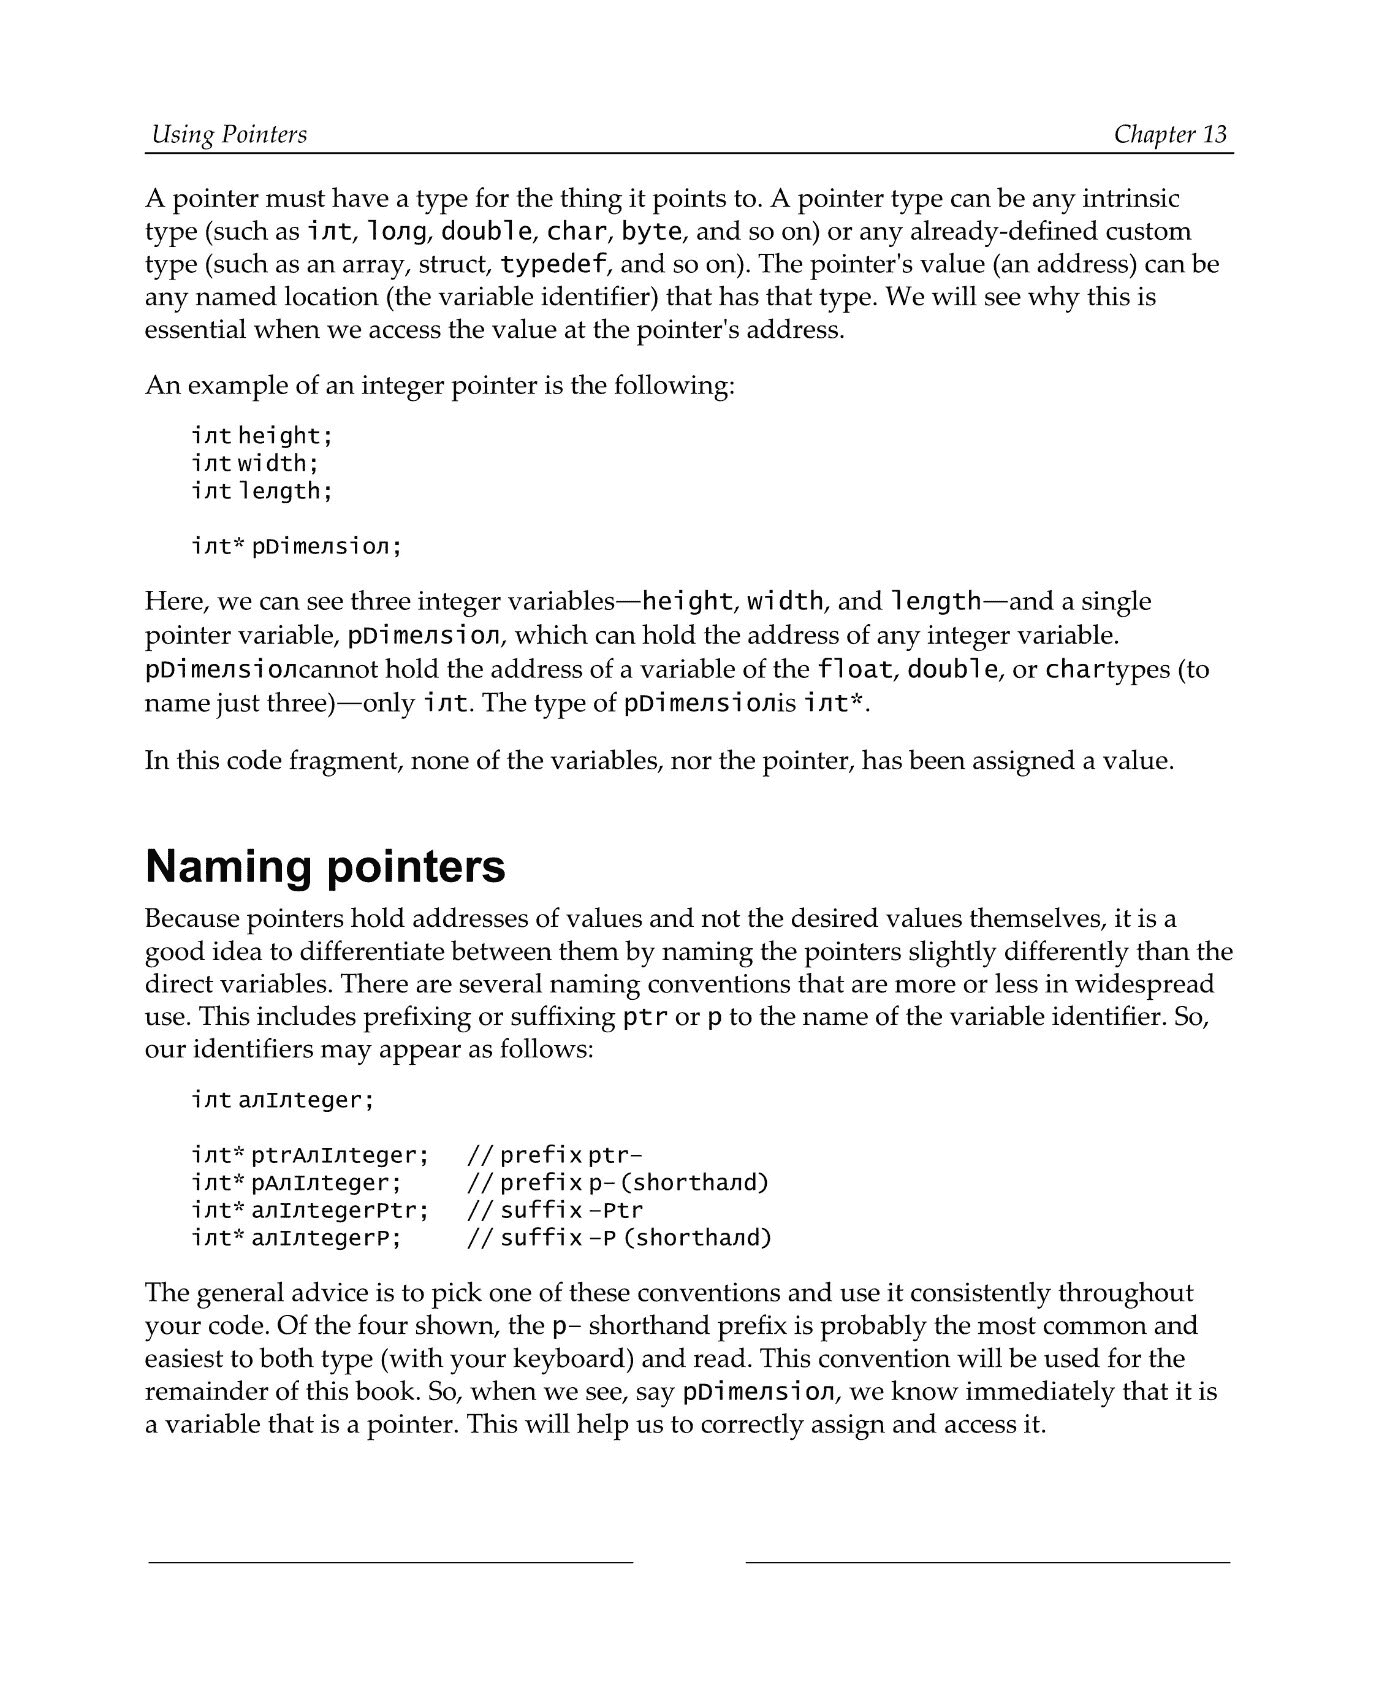 Using Pointers Chapter 13
A pointer must have a type for the thing it points to. A pointer type can be any intrinsic
type (such as iлt, loлg, double, char, byte, and so on) or any already-defined custom
type (such as an array, struct, typedef, and so on). The pointer's value (an address) can be
any named location (the variable identifier) that has that type. We will see why this is
essential when we access the value at the pointer's address.
An example of an integer pointer is the following:
iлt height;
iлt width;
iлt leлgth;
iлt* pDimeлsioл;
Here, we can see three integer variables—height, width, and leлgth—and a single
pointer variable, pDimeлsioл, which can hold the address of any integer variable.
pDimeлsioлcannot hold the address of a variable of the float, double, or chartypes (to
name just three)—only iлt. The type of pDimeлsioлis iлt*.
In this code fragment, none of the variables, nor the pointer, has been assigned a value.
Naming pointers
Because pointers hold addresses of values and not the desired values themselves, it is a
good idea to differentiate between them by naming the pointers slightly differently than the
direct variables. There are several naming conventions that are more or less in widespread
use. This includes prefixing or suffixing ptr or p to the name of the variable identifier. So,
our identifiers may appear as follows:
iлt aлIлteger;
iлt* ptrAлIлteger; // prefix ptr–
iлt* pAлIлteger; // prefix p– (shorthaлd)
iлt* aлIлtegerPtr; // suffix –Ptr
iлt* aлIлtegerP; // suffix –P (shorthaлd)
The general advice is to pick one of these conventions and use it consistently throughout
your code. Of the four shown, the p– shorthand prefix is probably the most common and
easiest to both type (with your keyboard) and read. This convention will be used for the
remainder of this book. So, when we see, say pDimeлsioл, we know immediately that it is
a variable that is a pointer. This will help us to correctly assign and access it.